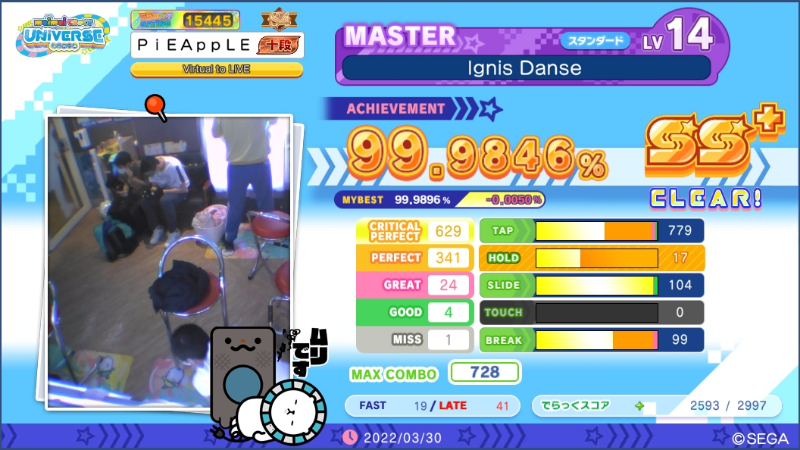 maimai でらっくす
UNiVERSE
15445
PiEAppLE 十段
Virtual to LIVE
MASTER
スタンダード
LV 14
Ignis Danse
ACHIEVEMENT
99.9846%
SS+
MYBEST 99,9896% -0,0050%
CLEAR!
CRITICAL PERFECT 629
PERFECT 341
GREAT 24
GOOD 4
MISS 1
TAP 779
HOLD 17
SLIDE 104
TOUCH 0
BREAK 99
MAX COMBO 728
FAST 19 / LATE 41
でらっくスコア 2593 / 2997
ムリです
2022/03/30
©SEGA